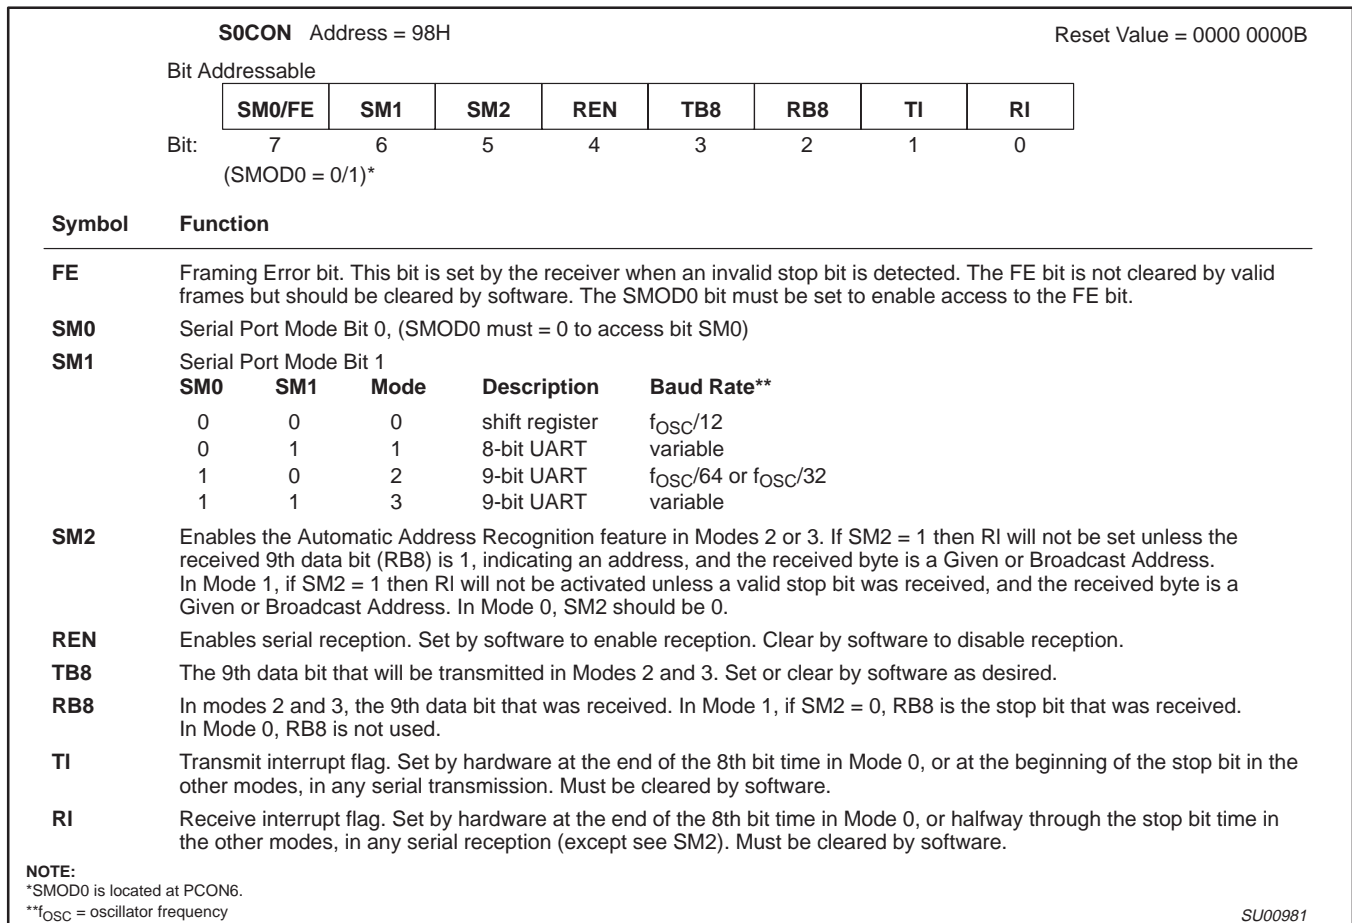 S0CON Address = 98H Reset Value = 0000 0000B
Bit Addressable
SM0/FE SM1 SM2 REN TB8 RB8 TI RI
Bit: 7 6 5 4 3 2 1 0
(SMOD0 = 0/1)*
Symbol Function
FE Framing Error bit. This bit is set by the receiver when an invalid stop bit is detected. The FE bit is not cleared by valid
frames but should be cleared by software. The SMOD0 bit must be set to enable access to the FE bit.
SM0 Serial Port Mode Bit 0, (SMOD0 must = 0 to access bit SM0)
SM1 Serial Port Mode Bit 1
SM0 SM1 Mode Description Baud Rate**
0 0 0 shift register fOSC/12
0 1 1 8-bit UART variable
1 0 2 9-bit UART fOSC/64 or fOSC/32
1 1 3 9-bit UART variable
SM2 Enables the Automatic Address Recognition feature in Modes 2 or 3. If SM2 = 1 then RI will not be set unless the
received 9th data bit (RB8) is 1, indicating an address, and the received byte is a Given or Broadcast Address.
In Mode 1, if SM2 = 1 then RI will not be activated unless a valid stop bit was received, and the received byte is a
Given or Broadcast Address. In Mode 0, SM2 should be 0.
REN Enables serial reception. Set by software to enable reception. Clear by software to disable reception.
TB8 The 9th data bit that will be transmitted in Modes 2 and 3. Set or clear by software as desired.
RB8 In modes 2 and 3, the 9th data bit that was received. In Mode 1, if SM2 = 0, RB8 is the stop bit that was received.
In Mode 0, RB8 is not used.
TI Transmit interrupt flag. Set by hardware at the end of the 8th bit time in Mode 0, or at the beginning of the stop bit in the
other modes, in any serial transmission. Must be cleared by software.
RI Receive interrupt flag. Set by hardware at the end of the 8th bit time in Mode 0, or halfway through the stop bit time in
the other modes, in any serial reception (except see SM2). Must be cleared by software.
NOTE:
*SMOD0 is located at PCON6.
**fOSC = oscillator frequency SU00981